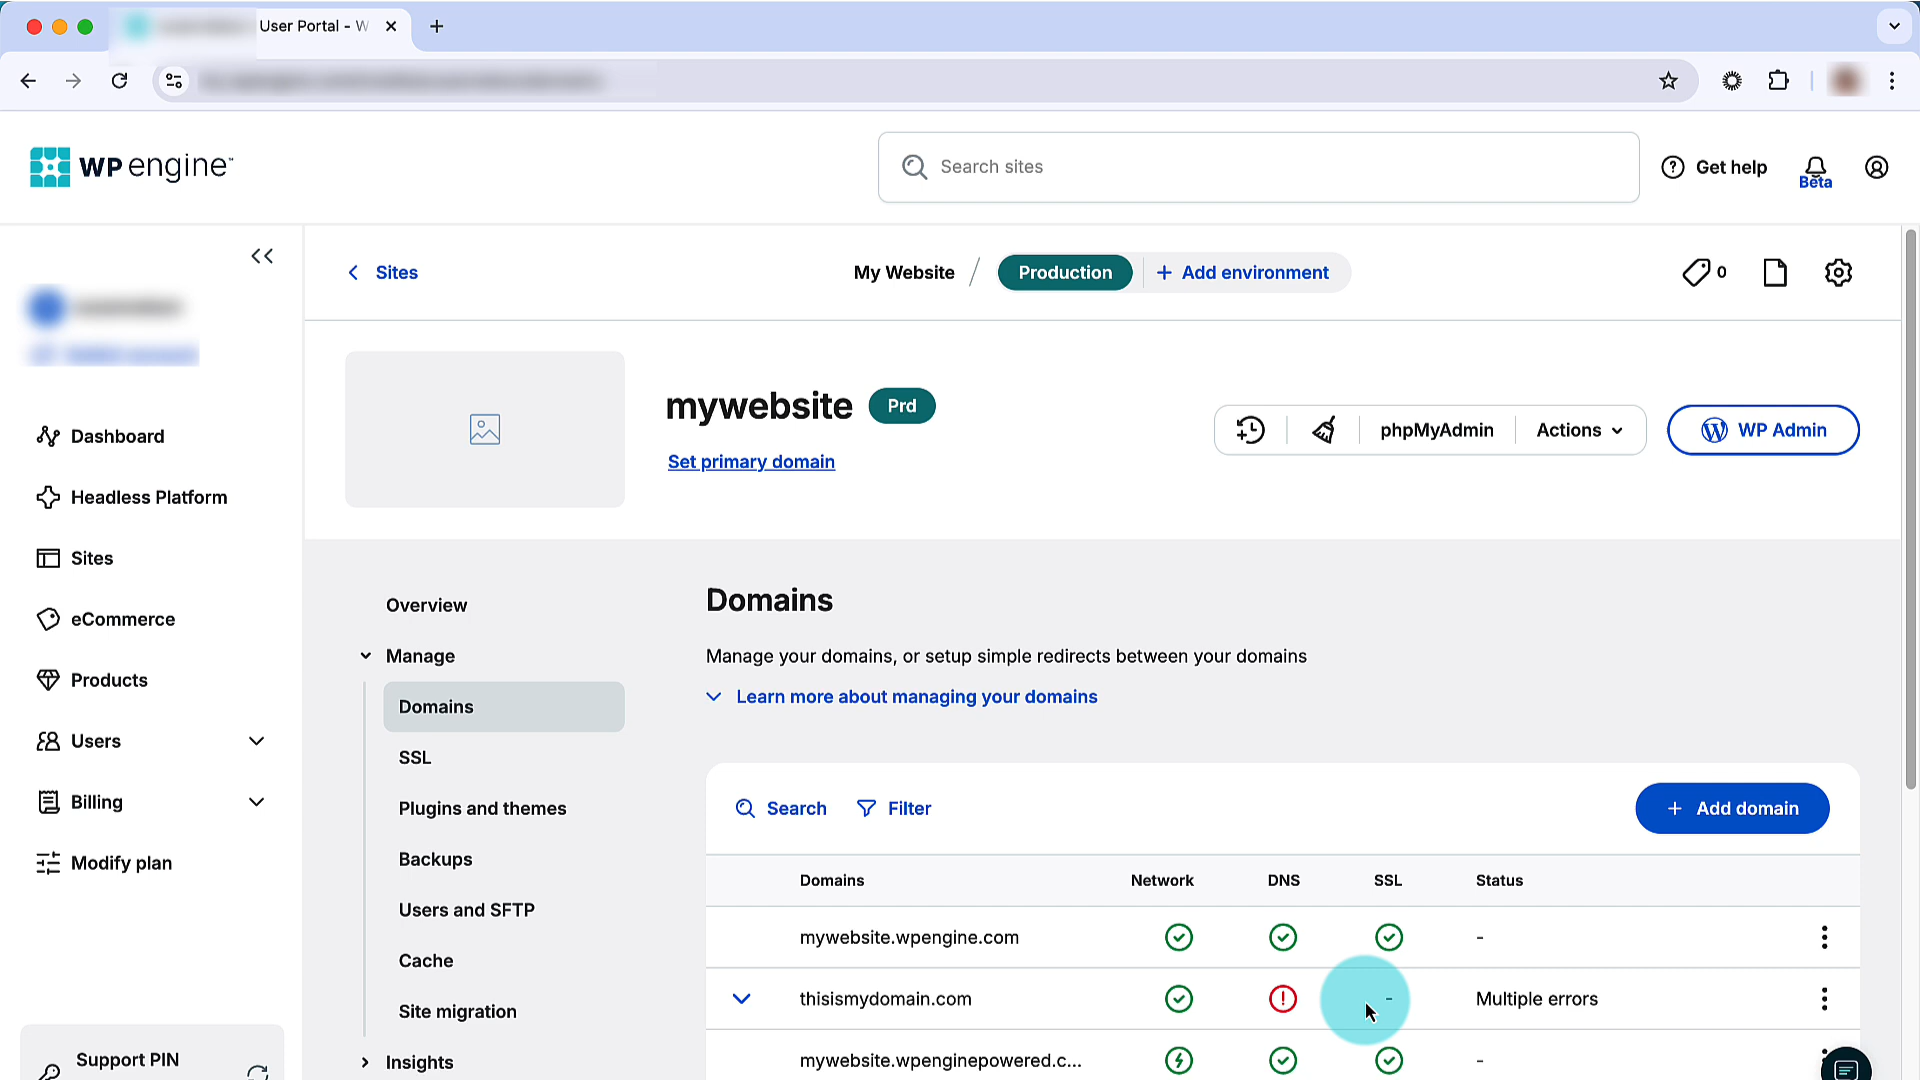 User Portal - W
WP engine™
Search sites
Get help
Beta
Sites
My Website / Production
+ Add environment
0
mywebsite
Prd
Set primary domain
phpMyAdmin
Actions
WP Admin
Dashboard
Headless Platform
Sites
eCommerce
Products
Users
Billing
Modify plan
Support PIN
Overview
Manage
Domains
SSL
Plugins and themes
Backups
Users and SFTP
Cache
Site migration
Insights
Domains
Manage your domains, or setup simple redirects between your domains
Learn more about managing your domains
Search
Filter
+ Add domain
Domains Network DNS SSL Status
mywebsite.wpengine.com -
thisismydomain.com - Multiple errors
mywebsite.wpenginepowered.c... -